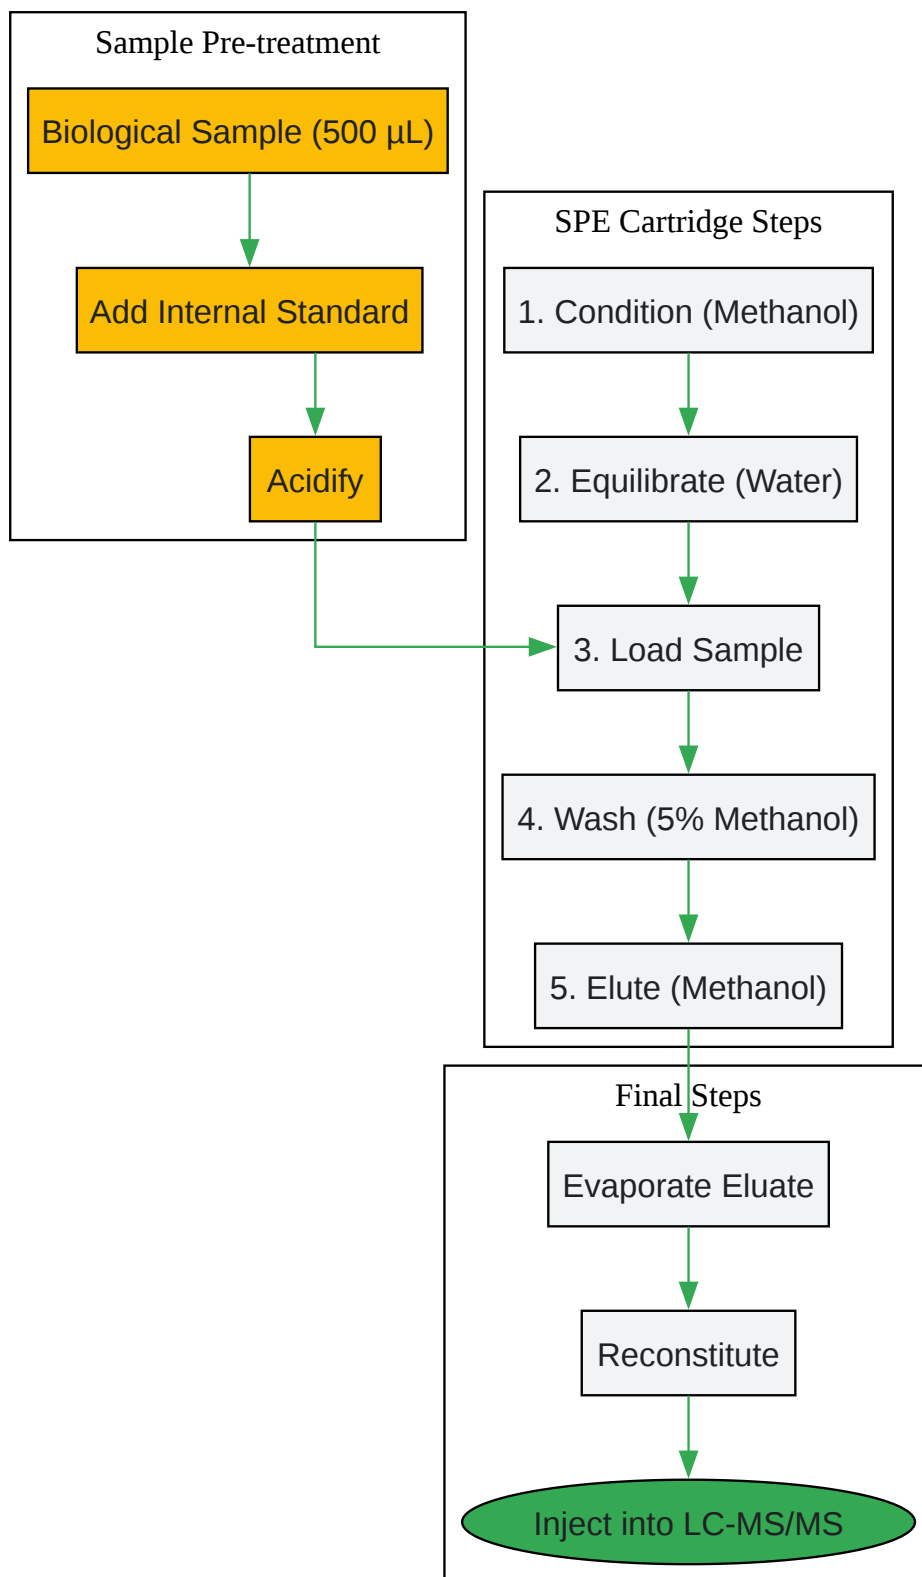 Sample Pre-treatment
Biological Sample (500 µL)
Add Internal Standard
Acidify
SPE Cartridge Steps
1. Condition (Methanol)
2. Equilibrate (Water)
3. Load Sample
4. Wash (5% Methanol)
5. Elute (Methanol)
Final Steps
Evaporate Eluate
Reconstitute
Inject into LC-MS/MS